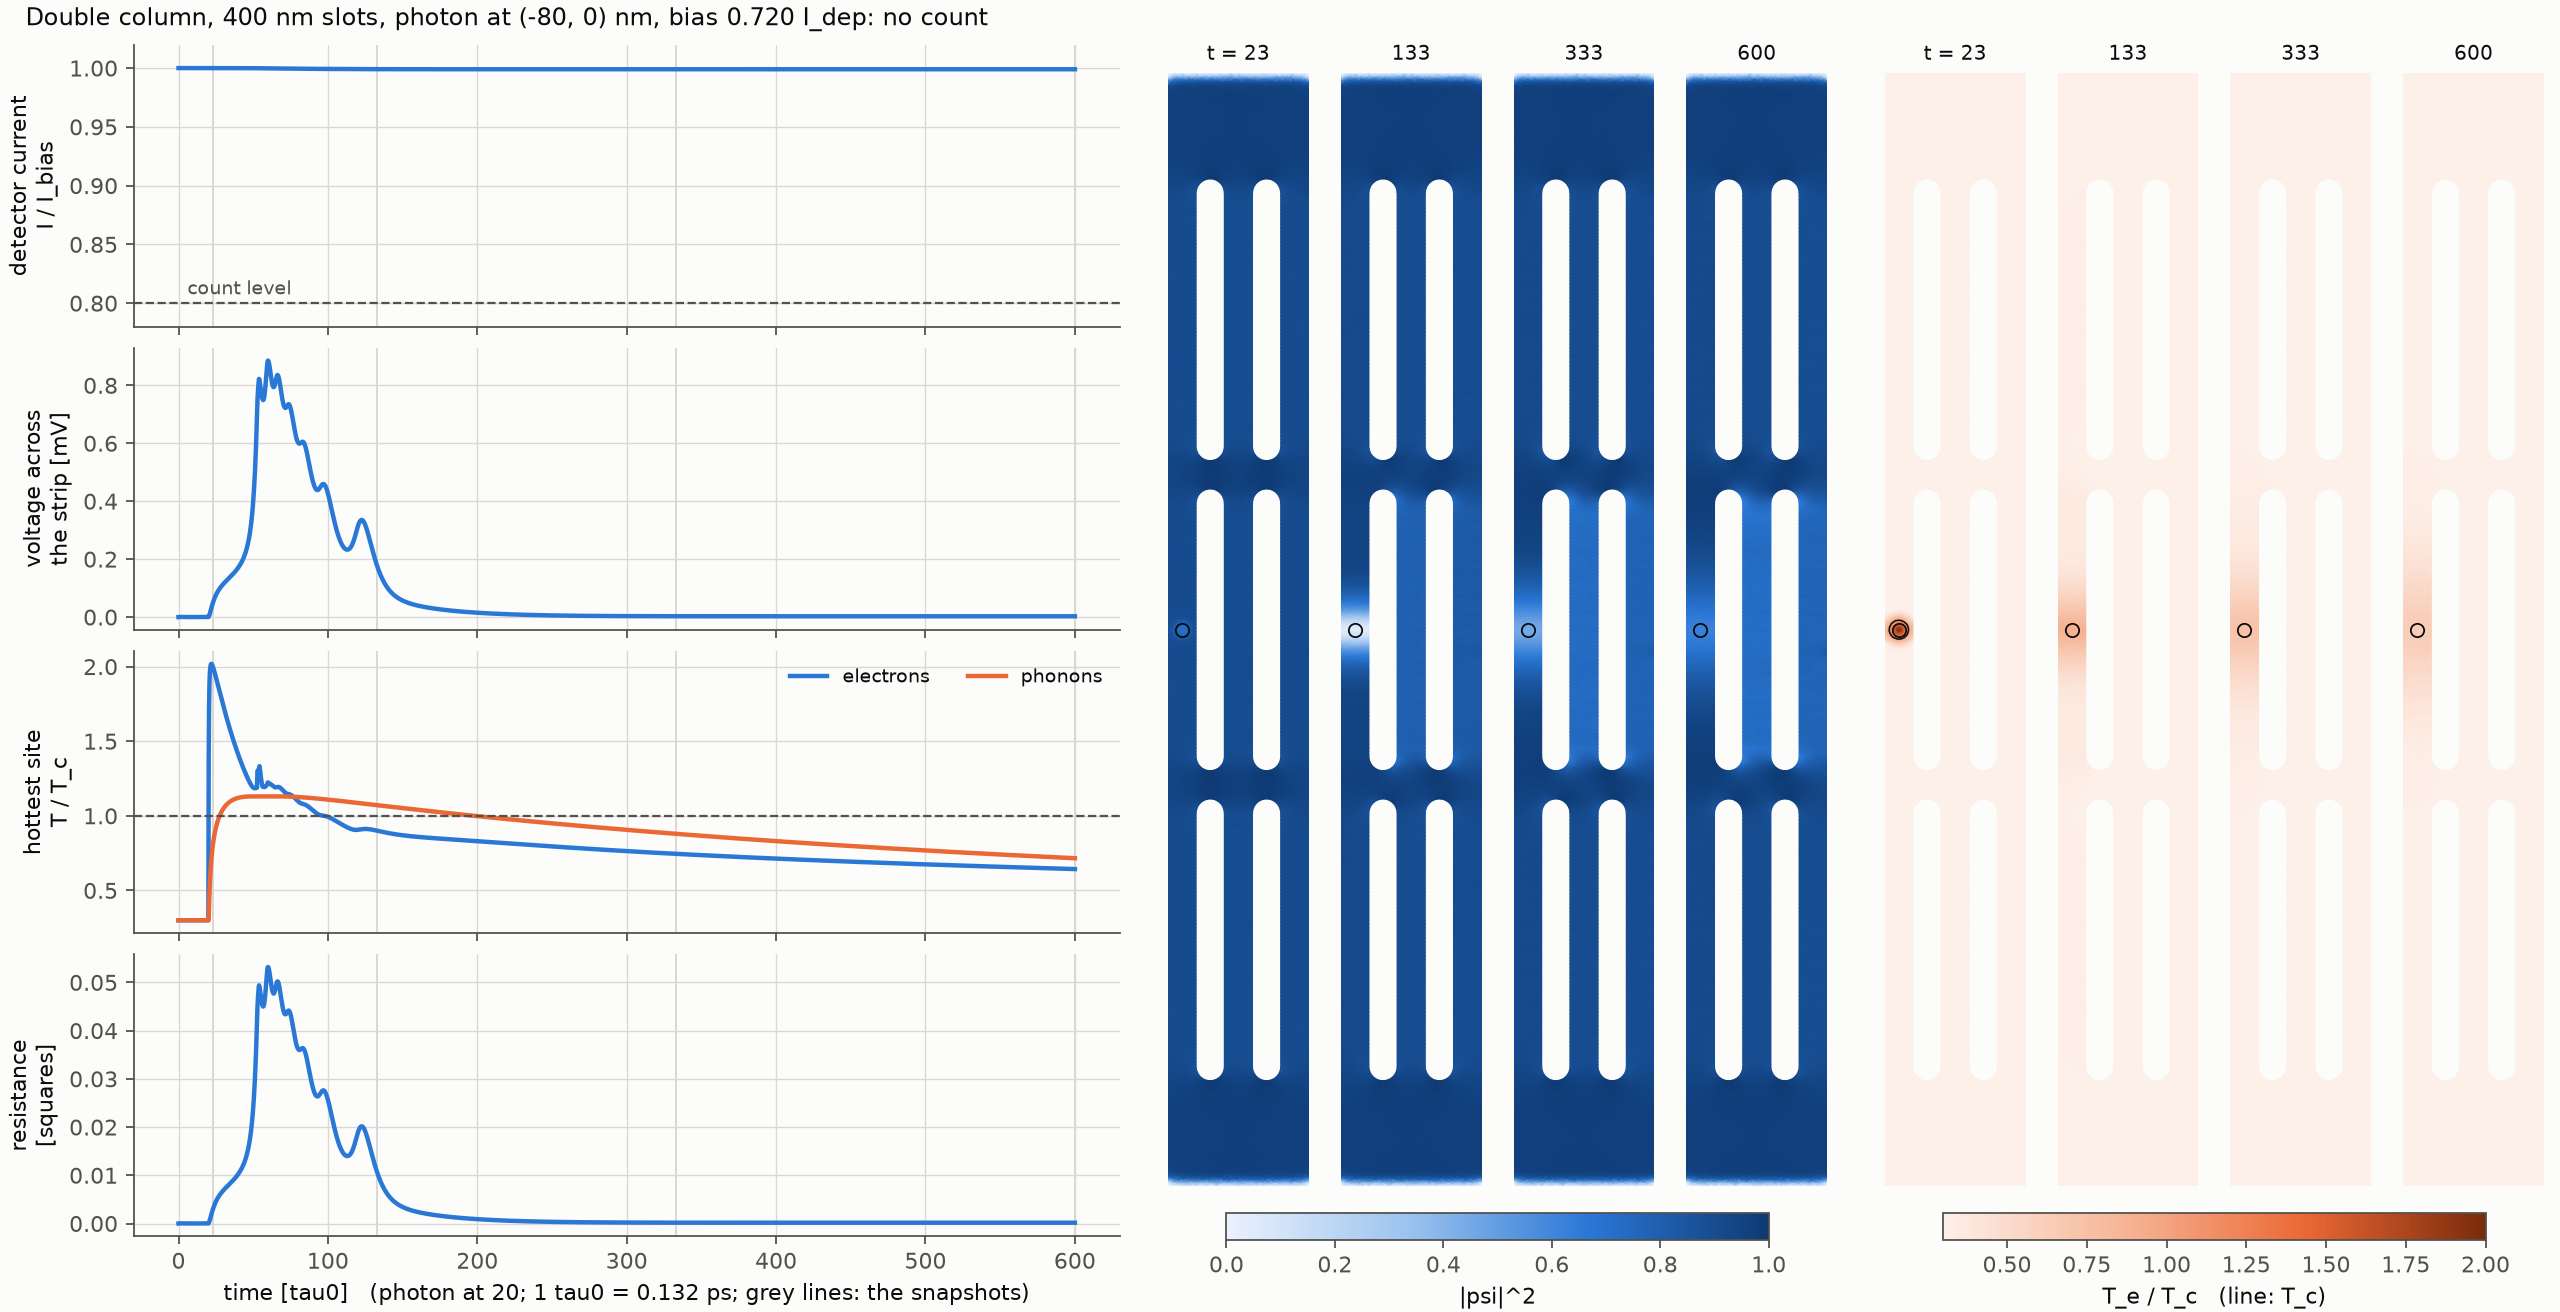 Double column, 400 nm slots, photon at (-80, 0) nm, bias 0.720 I_dep: no count
detector current
I / I_bias
1.00
0.95
0.90
0.85
0.80
count level
voltage across
the strip [mV]
0.8
0.6
0.4
0.2
0.0
hottest site
T / T_c
2.0
1.5
1.0
0.5
electrons
phonons
resistance
[squares]
0.05
0.04
0.03
0.02
0.01
0.00
0 100 200 300 400 500 600
time [tau0] (photon at 20; 1 tau0 = 0.132 ps; grey lines: the snapshots)
t = 23 133 333 600
0.0 0.2 0.4 0.6 0.8 1.0
|psi|^2
t = 23 133 333 600
0.50 0.75 1.00 1.25 1.50 1.75 2.00
T_e / T_c (line: T_c)